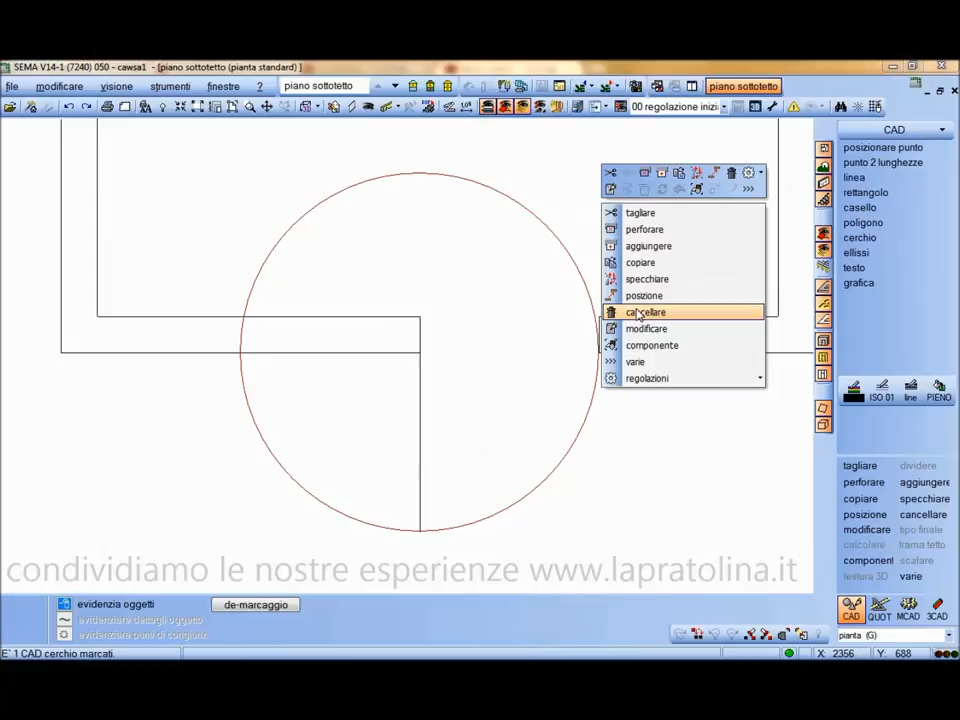 SEMA V14-1 (7240) 050 - cawsa1 - [piano sottotetto (pianta standard) ]
file modificare visione strumenti finestre ? piano sottotetto piano sottotetto
00 regolazione inizi
CAD
posizionare punto
punto 2 lunghezze
linea
rettangolo
casello
poligono
cerchio
ellissi
testo
grafica
tagliare
perforare
aggiungere
copiare
specchiare
posizione
cancellare
modificare
componente
varie
regolazioni
ISO 01 line PIENO
tagliare dividere
perforare aggiungere
copiare specchiare
posizione cancellare
modificare tipo finale
calcolare trama tetto
component scalare
testura 3D varie
CAD QUOT MCAD 3CAD
pianta (G)
condividiamo le nostre esperienze www.lapratolina.it
evidenzia oggetti de-marcaggio
evidenziare dettagli oggetto
evidenziare punti di congiunz
E' 1 CAD cerchio marcati.
X: 2356 Y: 688